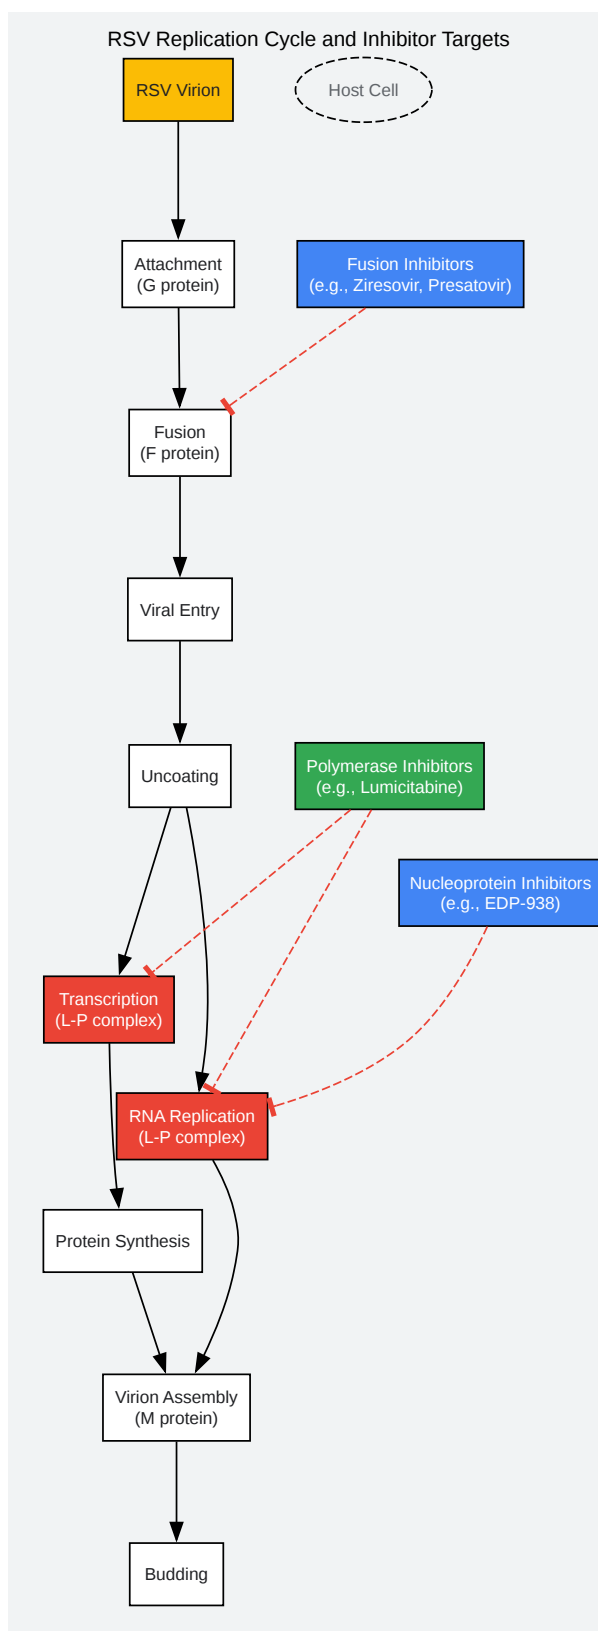 RSV Replication Cycle and Inhibitor Targets
RSV Virion
Host Cell
Attachment
(G protein)
Fusion Inhibitors
(e.g., Ziresovir, Presatovir)
Fusion
(F protein)
Viral Entry
Uncoating
Polymerase Inhibitors
(e.g., Lumicitabine)
Nucleoprotein Inhibitors
(e.g., EDP-938)
Transcription
(L-P complex)
RNA Replication
(L-P complex)
Protein Synthesis
Virion Assembly
(M protein)
Budding